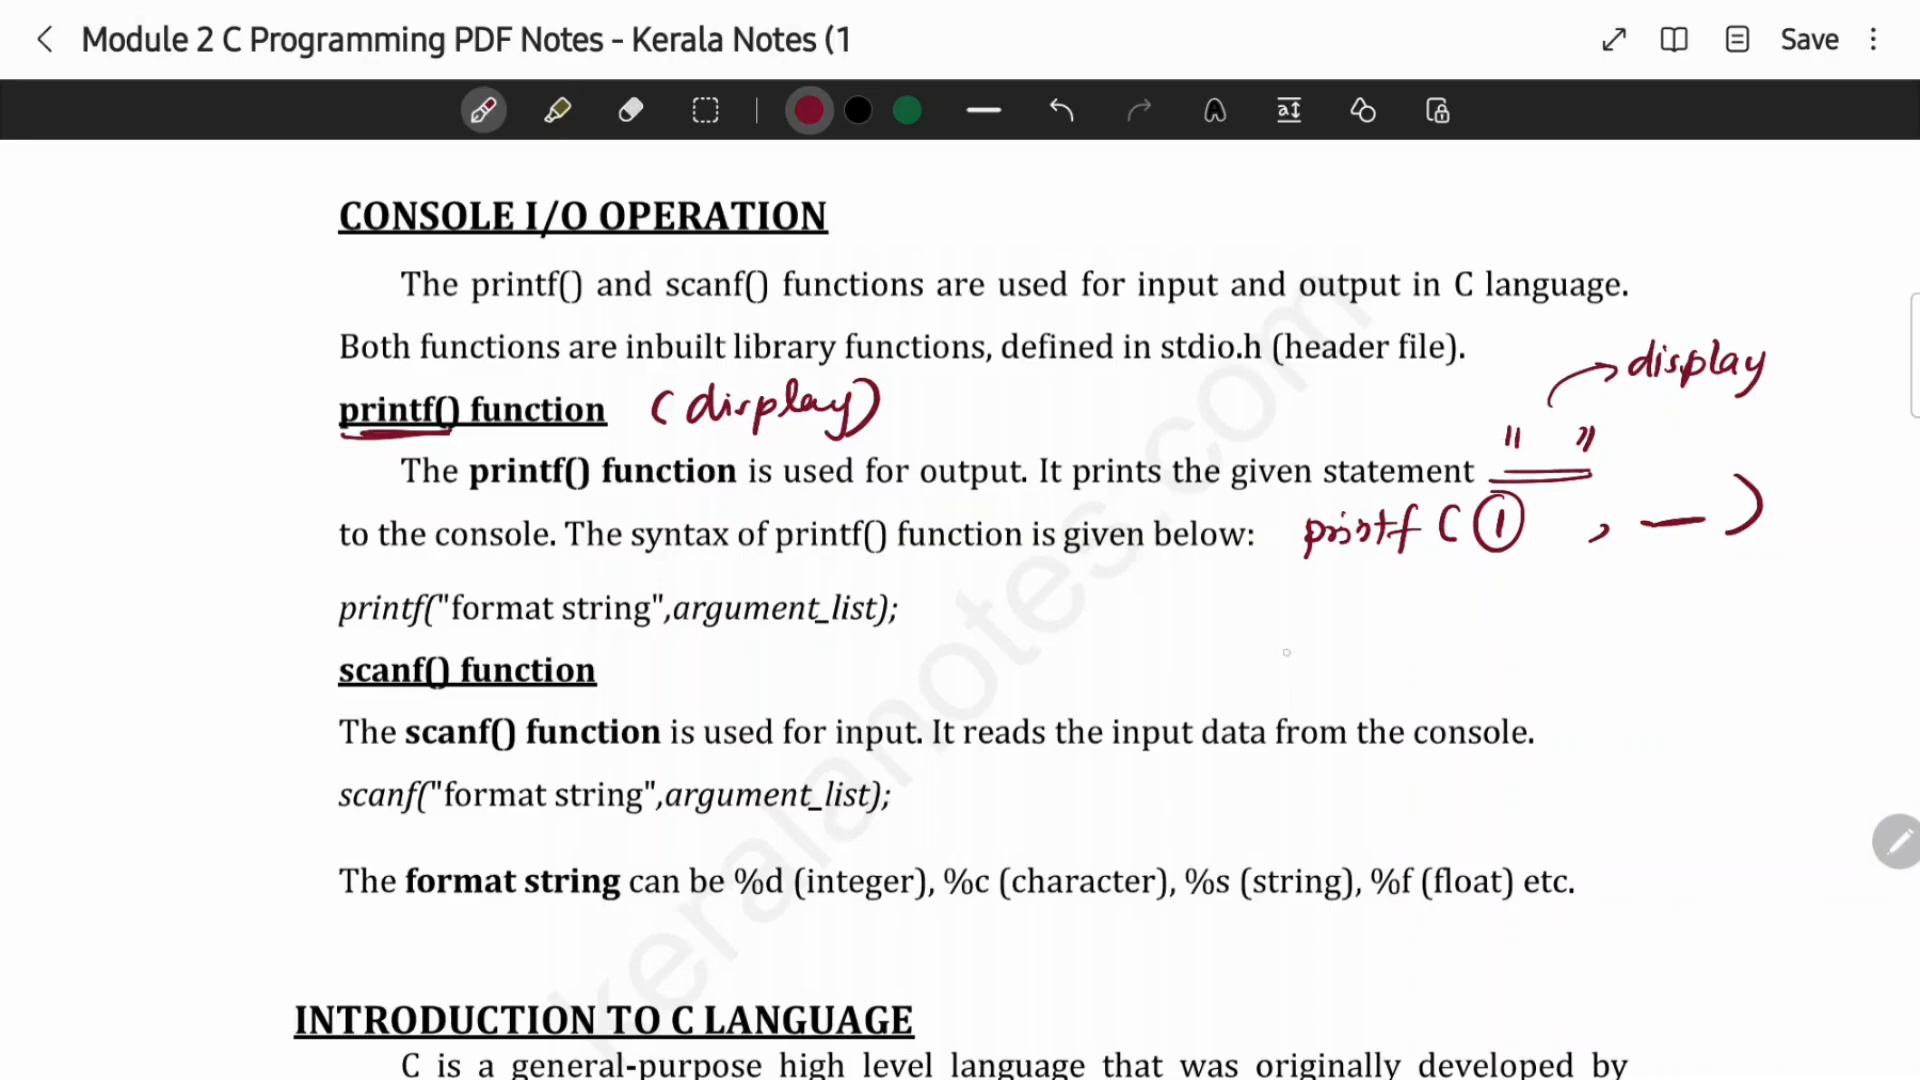 Module 2 C Programming PDF Notes - Kerala Notes (1
Save
CONSOLE I/O OPERATION
The printf() and scanf() functions are used for input and output in C language.
Both functions are inbuilt library functions, defined in stdio.h (header file).
display
printf() function (display)
" "
The printf() function is used for output. It prints the given statement
to the console. The syntax of printf() function is given below: printf ( 1 , — )
printf("format string",argument_list);
scanf() function
The scanf() function is used for input. It reads the input data from the console.
scanf("format string",argument_list);
The format string can be %d (integer), %c (character), %s (string), %f (float) etc.
INTRODUCTION TO C LANGUAGE
C is a general-purpose high level language that was originally developed by
keralanotes.com